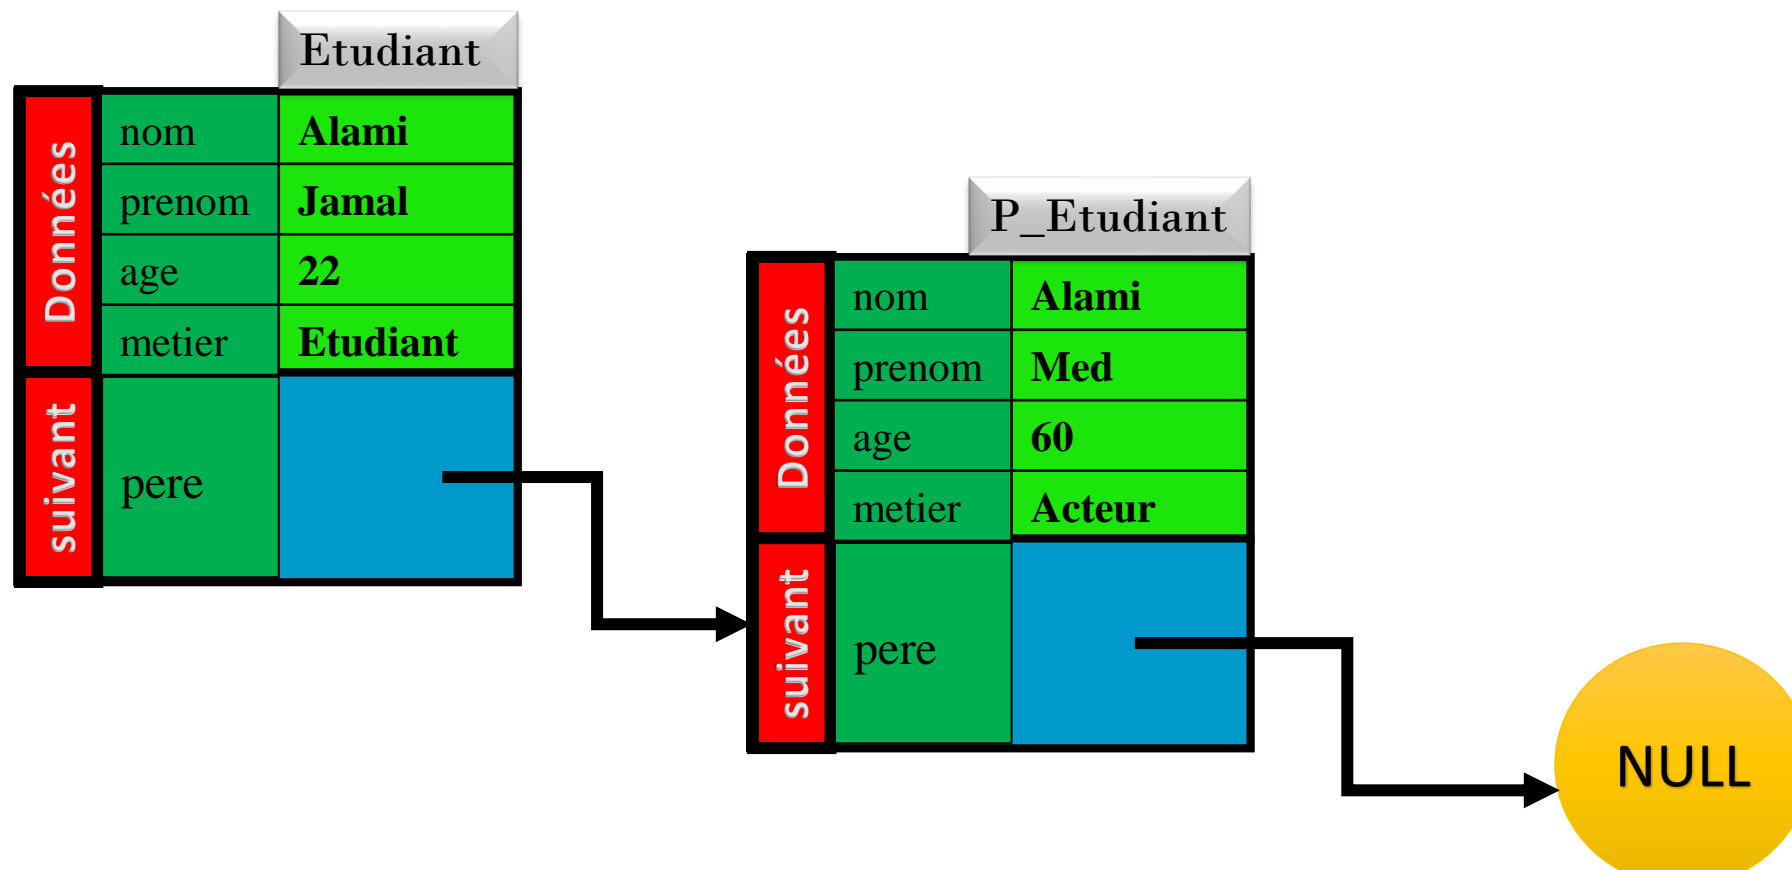 Etudiant
Données
nom Alami
prenom Jamal
age 22
metier Etudiant
suivant
pere
P_Etudiant
Données
nom Alami
prenom Med
age 60
metier Acteur
suivant
pere
NULL